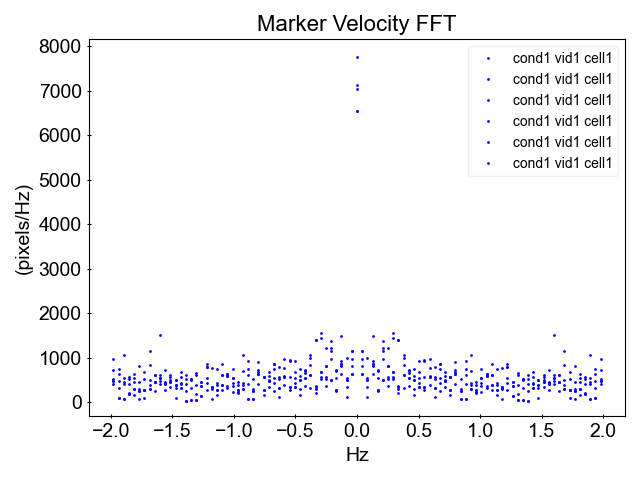 Marker Velocity FFT
8000
7000
6000
5000
4000
3000
2000
1000
0
(pixels/Hz)
cond1 vid1 cell1
cond1 vid1 cell1
cond1 vid1 cell1
cond1 vid1 cell1
cond1 vid1 cell1
cond1 vid1 cell1
−2.0 −1.5 −1.0 −0.5 0.0 0.5 1.0 1.5 2.0
Hz